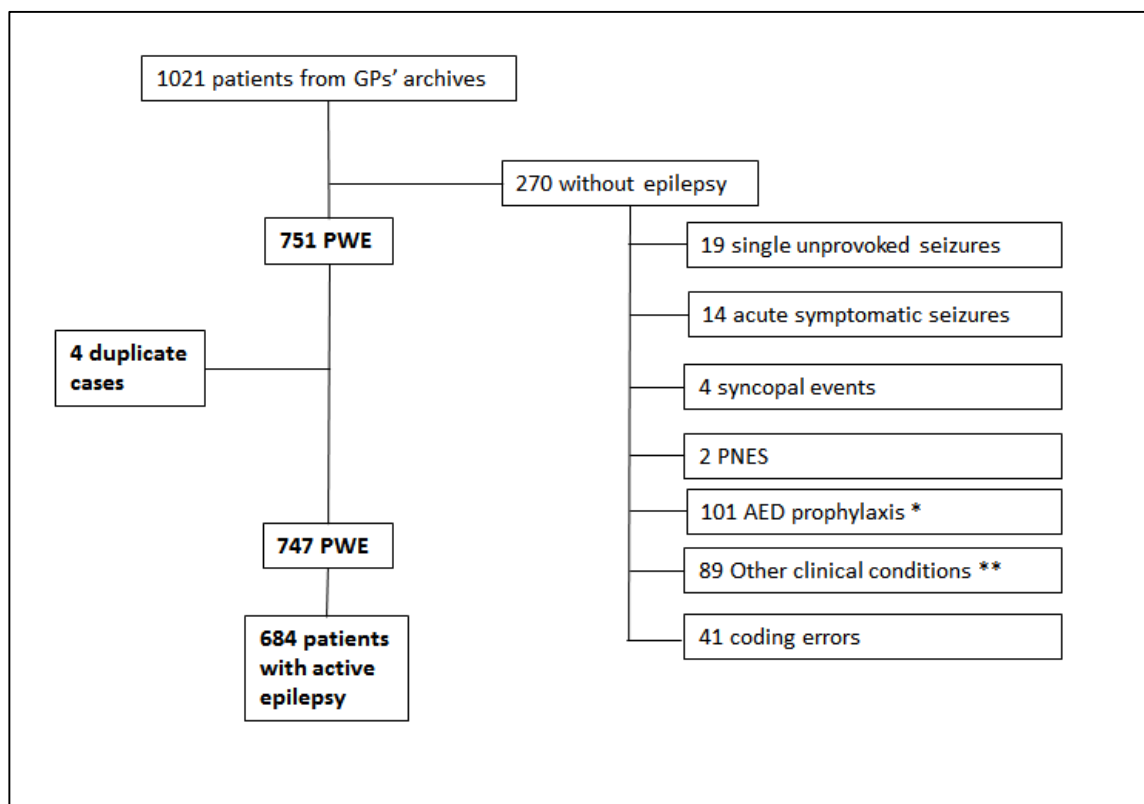 1021 patients from GPs’ archives
270 without epilepsy
751 PWE
19 single unprovoked seizures
14 acute symptomatic seizures
4 duplicate
cases
4 syncopal events
2 PNES
101 AED prophylaxis *
747 PWE
89 Other clinical conditions **
684 patients
with active
epilepsy
41 coding errors